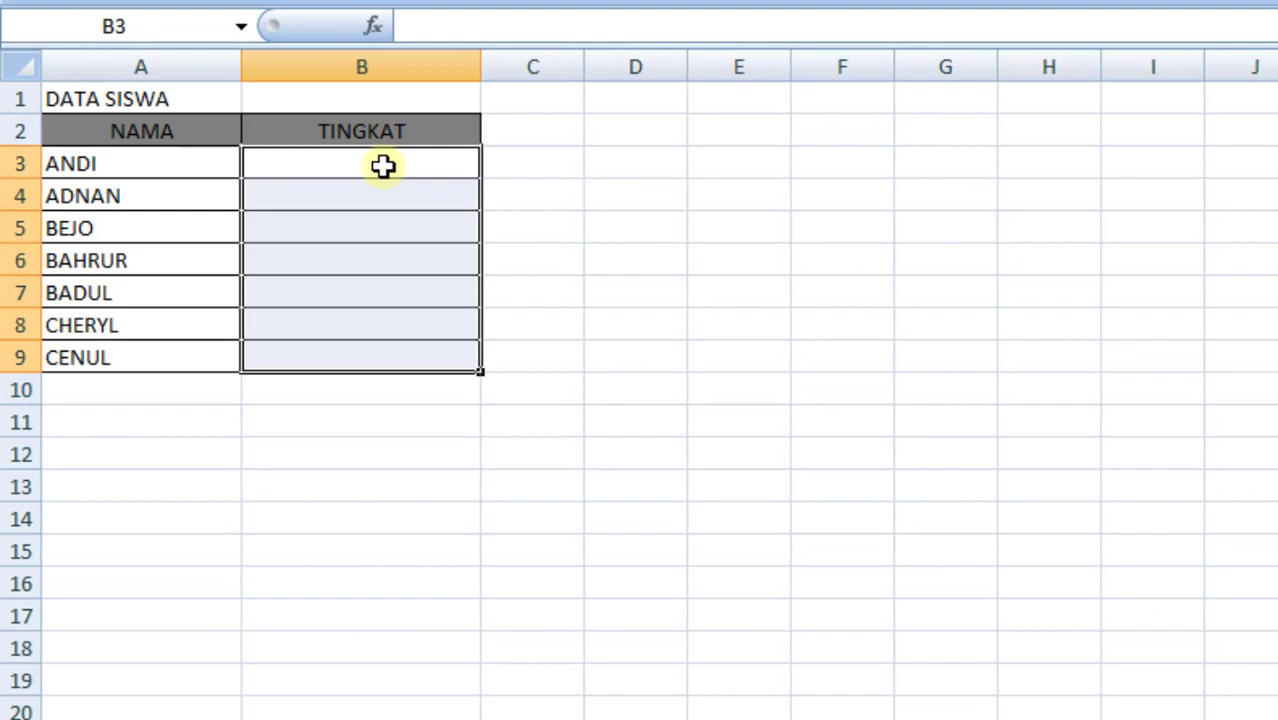 B3 fx
A B C D E F G H I J
1 DATA SISWA
2 NAMA TINGKAT
3 ANDI
4 ADNAN
5 BEJO
6 BAHRUR
7 BADUL
8 CHERYL
9 CENUL
10
11
12
13
14
15
16
17
18
19
20